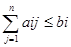 n
∑ aij ≤ bi
j=1